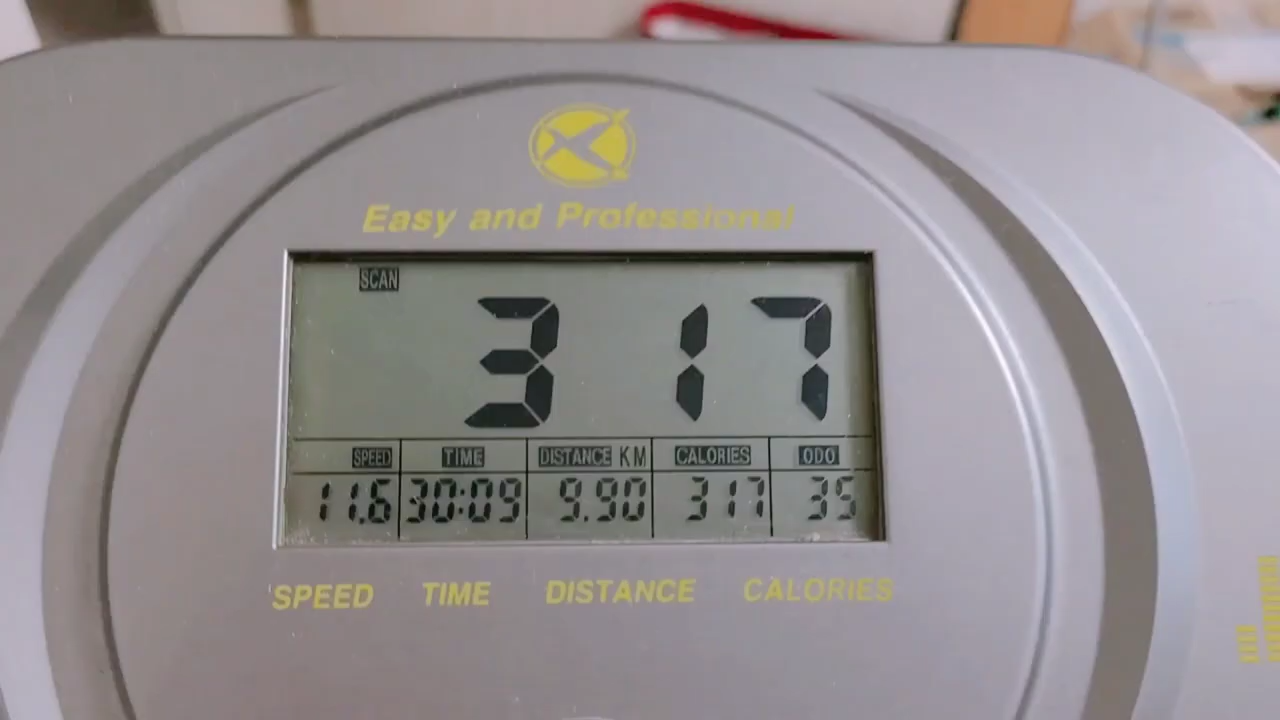 Easy and Professional
SCAN
317
SPEED TIME DISTANCE KM CALORIES ODO
11.6 30:09 9.90 317 35
SPEED TIME DISTANCE CALORIES